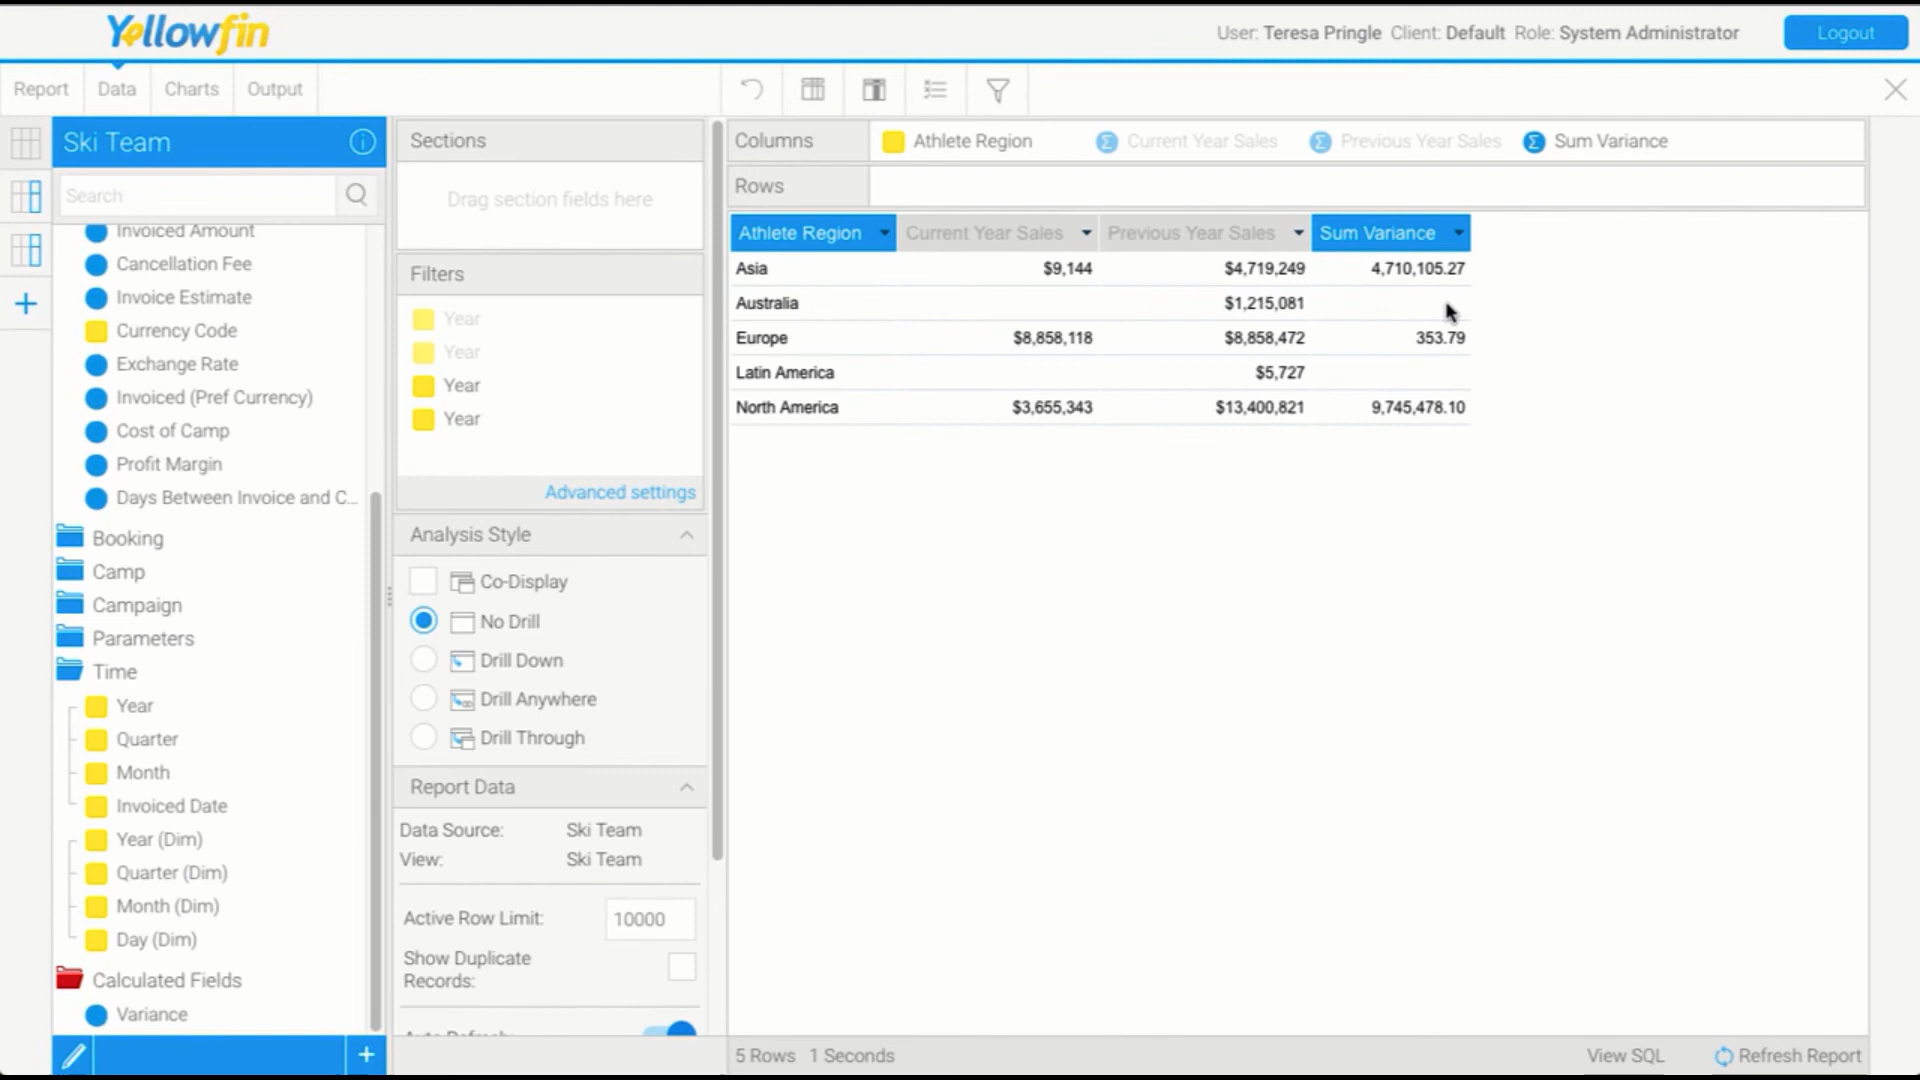 Yellowfin
User: Teresa Pringle Client: Default Role: System Administrator
Logout
Report
Data
Charts
Output
Ski Team
Search
Invoiced Amount
Cancellation Fee
Invoice Estimate
Currency Code
Exchange Rate
Invoiced (Pref Currency)
Cost of Camp
Profit Margin
Days Between Invoice and C...
Booking
Camp
Campaign
Parameters
Time
Year
Quarter
Month
Invoiced Date
Year (Dim)
Quarter (Dim)
Month (Dim)
Day (Dim)
Calculated Fields
Variance
Sections
Drag section fields here
Filters
Year
Year
Year
Year
Advanced settings
Analysis Style
Co-Display
No Drill
Drill Down
Drill Anywhere
Drill Through
Report Data
Data Source: Ski Team
View: Ski Team
Active Row Limit: 10000
Show Duplicate
Records:
Columns Athlete Region Current Year Sales Previous Year Sales Sum Variance
Rows
Athlete Region Current Year Sales Previous Year Sales Sum Variance
Asia $9,144 $4,719,249 4,710,105.27
Australia $1,215,081
Europe $8,858,118 $8,858,472 353.79
Latin America $5,727
North America $3,655,343 $13,400,821 9,745,478.10
5 Rows 1 Seconds
View SQL
Refresh Report